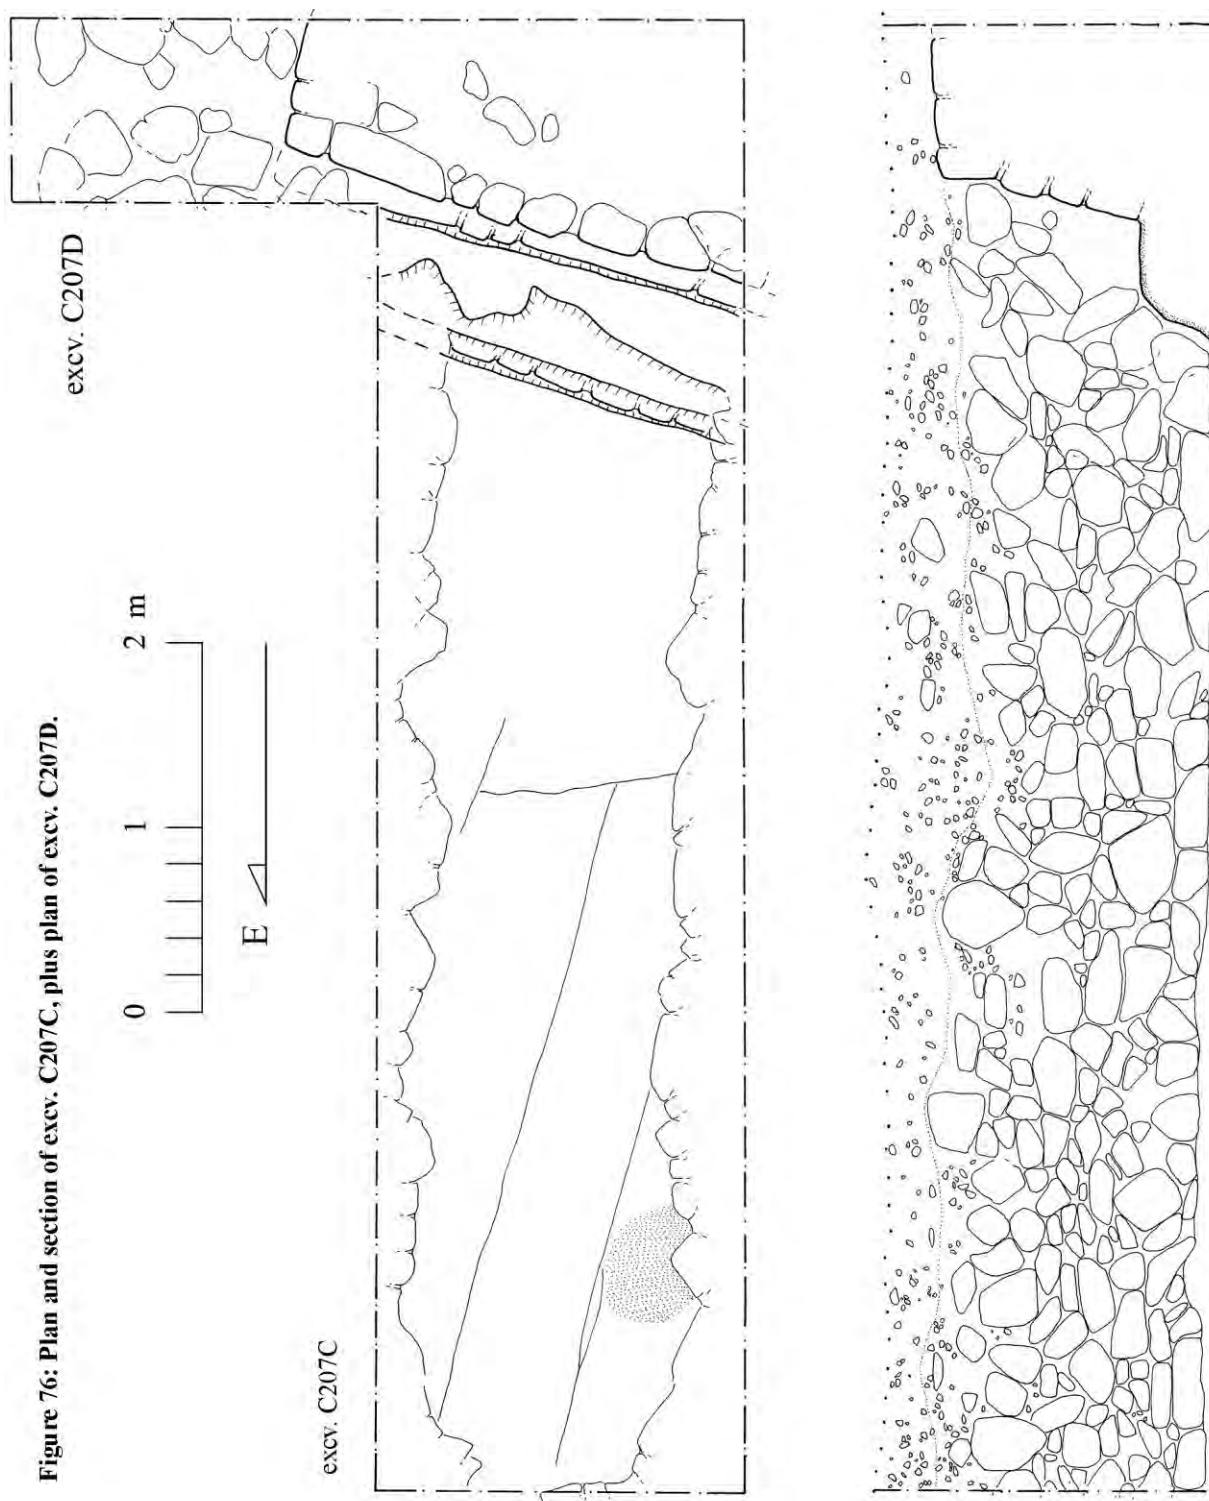 Figure 76: Plan and section of excv. C207C, plus plan of excv. C207D.
0 1 2 m
E
excv. C207C
excv. C207D